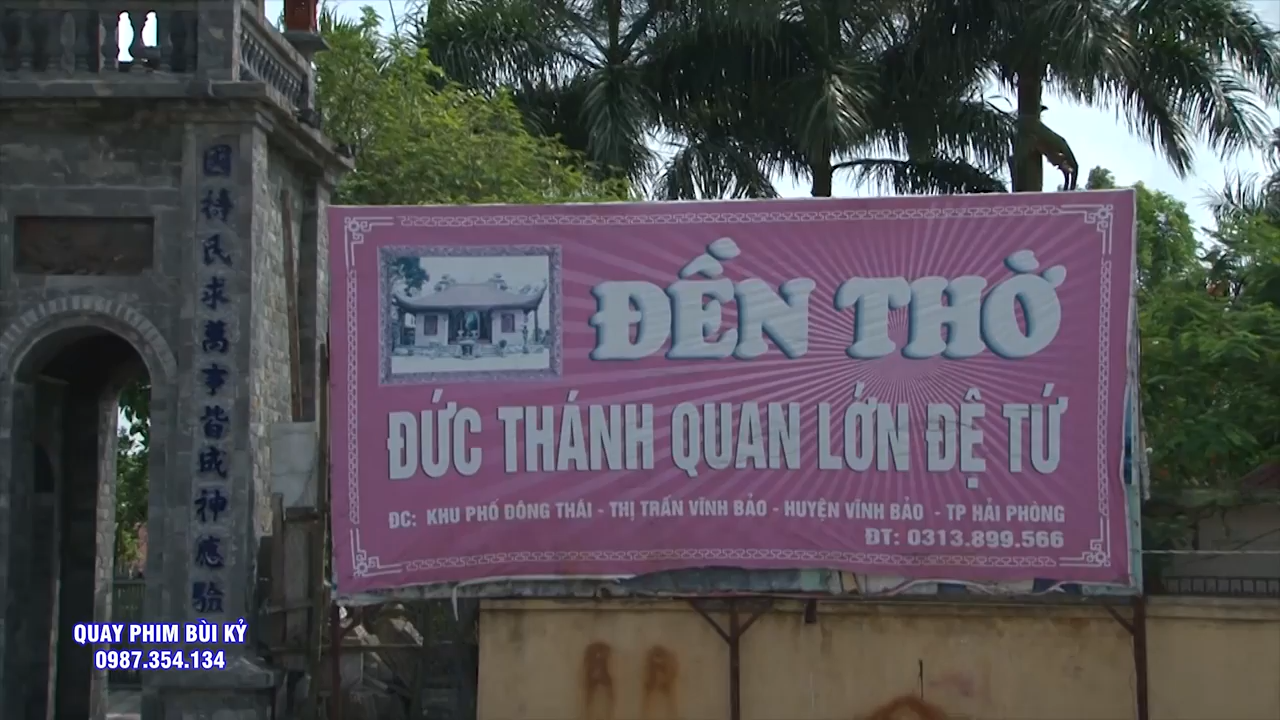 國禱民求萬事皆成神應驗
ĐỀN THỜ
ĐỨC THÁNH QUAN LỚN ĐỆ TỨ
ĐC: KHU PHỐ ĐÔNG THÁI - THỊ TRẤN VĨNH BẢO - HUYỆN VĨNH BẢO - TP HẢI PHÒNG
ĐT: 0313.899.566
QUAY PHIM BÙI KỶ
0987.354.134